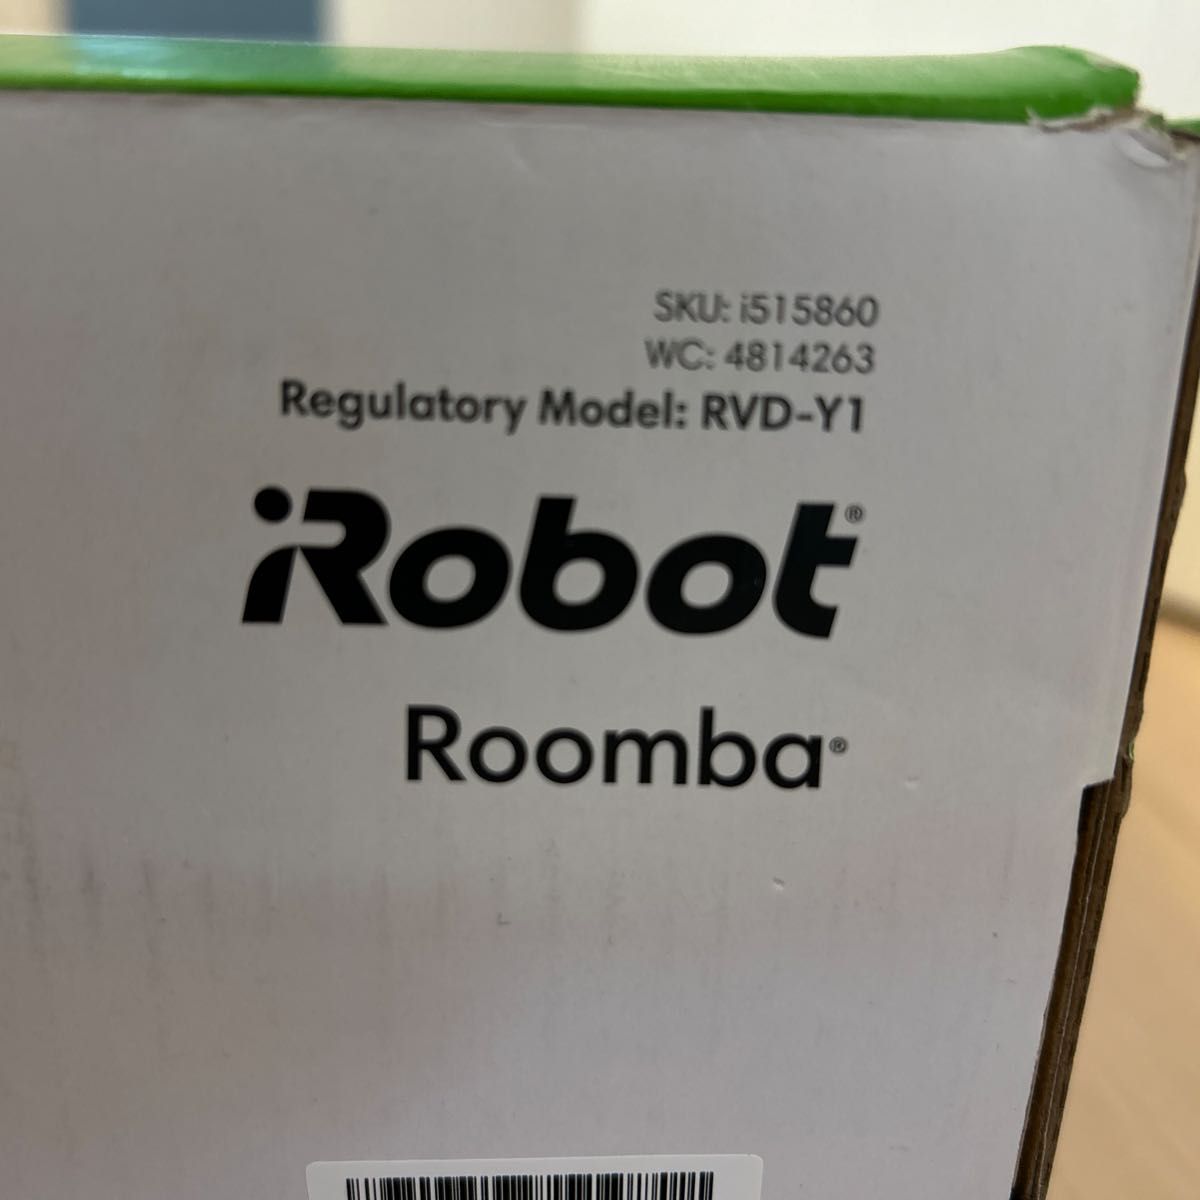 SKU: i515860
WC: 4814263
Regulatory Model: RVD-Y1
iRobot®
Roomba®